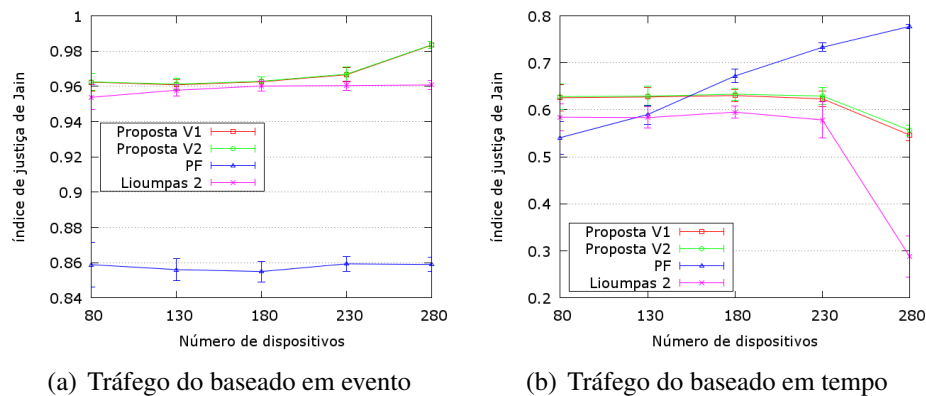 1
0.98
0.96
0.94
0.92
0.9
0.88
0.86
0.84
índice de justiça de Jain
Proposta V1
Proposta V2
PF
Lioumpas 2
80 130 180 230 280
Número de dispositivos
(a) Tráfego do baseado em evento
0.8
0.7
0.6
0.5
0.4
0.3
0.2
índice de justiça de Jain
Proposta V1
Proposta V2
PF
Lioumpas 2
80 130 180 230 280
Número de dispositivos
(b) Tráfego do baseado em tempo